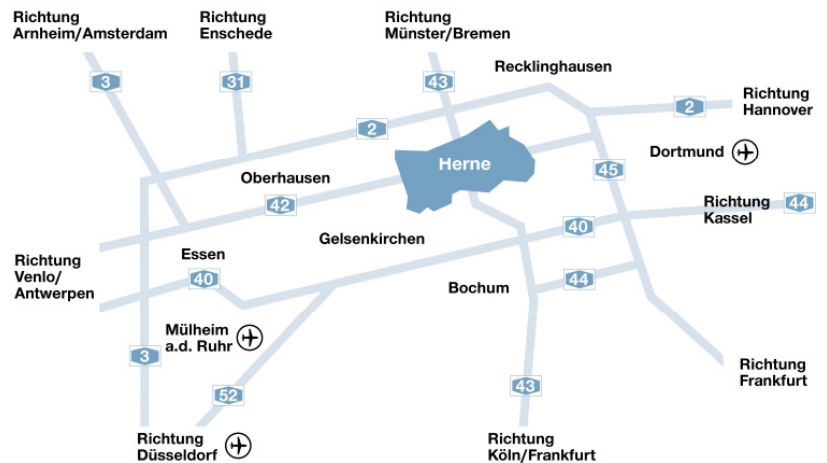 Richtung
Arnheim/Amsterdam
Richtung
Enschede
Richtung
Münster/Bremen
Recklinghausen
3
31
43
Richtung
Hannover
2
2
Herne
Dortmund
45
Oberhausen
42
Richtung
Kassel
44
40
Gelsenkirchen
Richtung
Venlo/
Antwerpen
Essen
40
Bochum
44
Mülheim
a.d. Ruhr
3
52
43
Richtung
Frankfurt
Richtung
Düsseldorf
Richtung
Köln/Frankfurt